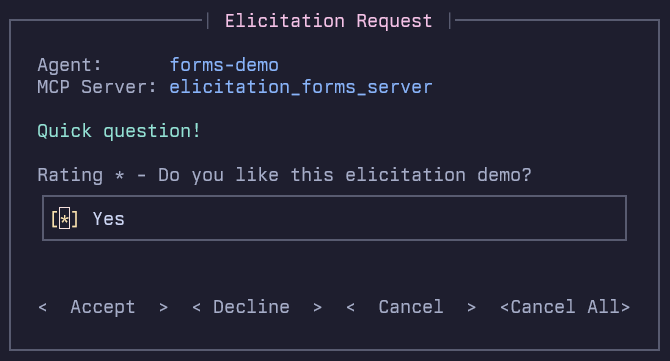 Elicitation Request
Agent: forms-demo
MCP Server: elicitation_forms_server
Quick question!
Rating * - Do you like this elicitation demo?
[*] Yes
< Accept > < Decline > < Cancel > <Cancel All>